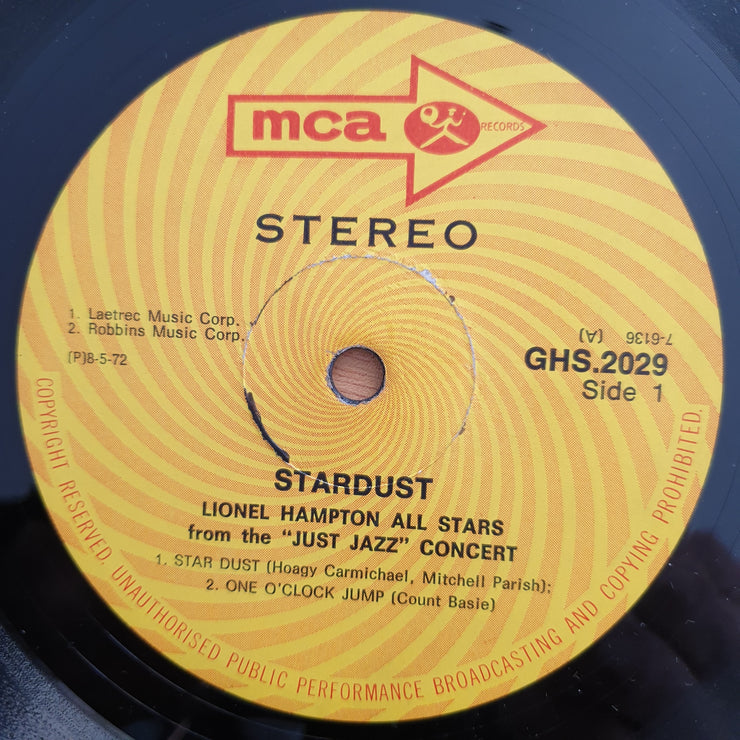 mca RECORDS
STEREO
1. Laetrec Music Corp.
2. Robbins Music Corp.
(P)8-5-72
7-6136 (A)
GHS.2029
Side 1
STARDUST
LIONEL HAMPTON ALL STARS
from the "JUST JAZZ" CONCERT
1. STAR DUST (Hoagy Carmichael, Mitchell Parish);
2. ONE O'CLOCK JUMP (Count Basie)
COPYRIGHT RESERVED. UNAUTHORISED PUBLIC PERFORMANCE BROADCASTING AND COPYING PROHIBITED.